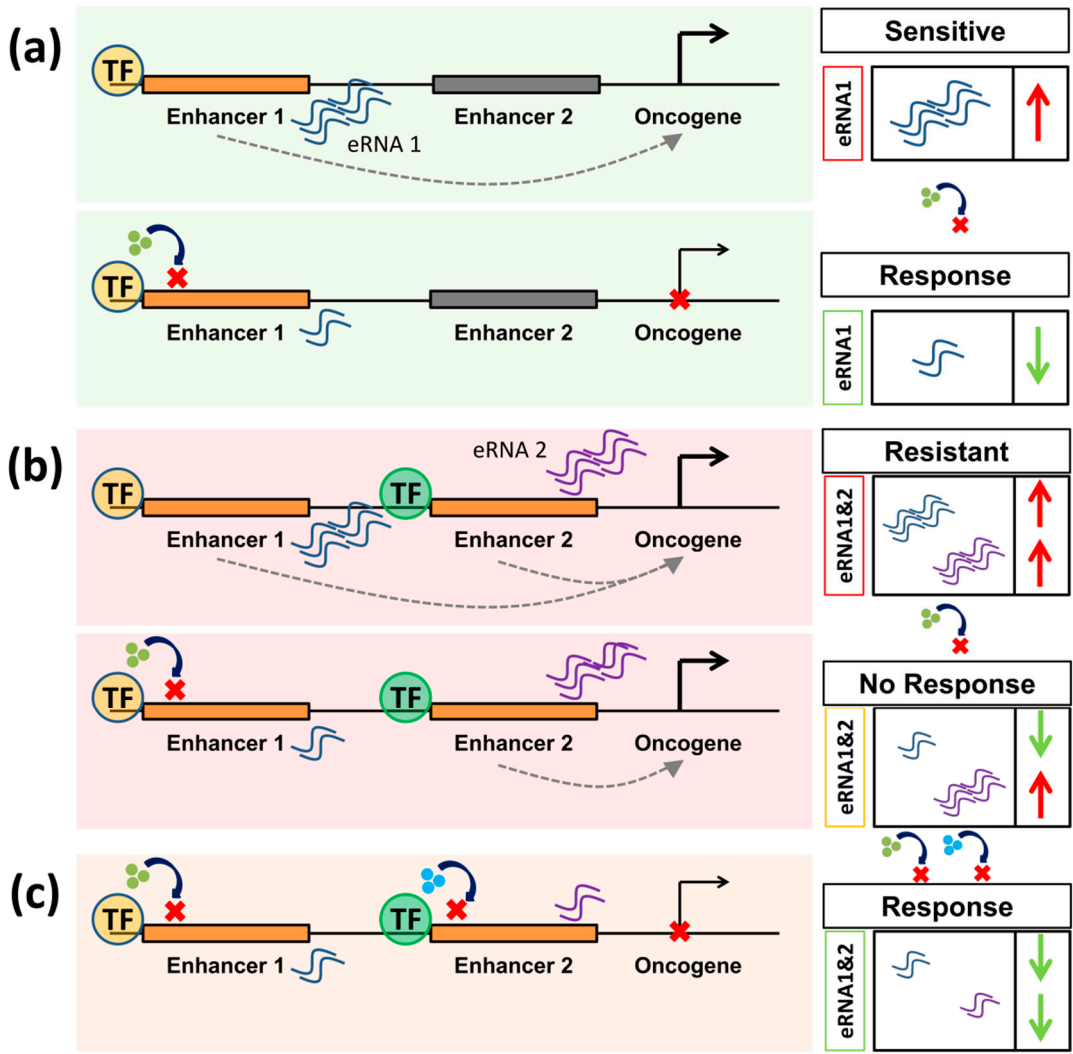 (a)
TF
Enhancer 1
eRNA 1
Enhancer 2
Oncogene
Sensitive
eRNA1
TF
Enhancer 1
Enhancer 2
Oncogene
Response
eRNA1
(b)
TF
Enhancer 1
TF
eRNA 2
Enhancer 2
Oncogene
Resistant
eRNA1&2
TF
Enhancer 1
TF
Enhancer 2
Oncogene
No Response
eRNA1&2
(c)
TF
Enhancer 1
TF
Enhancer 2
Oncogene
Response
eRNA1&2